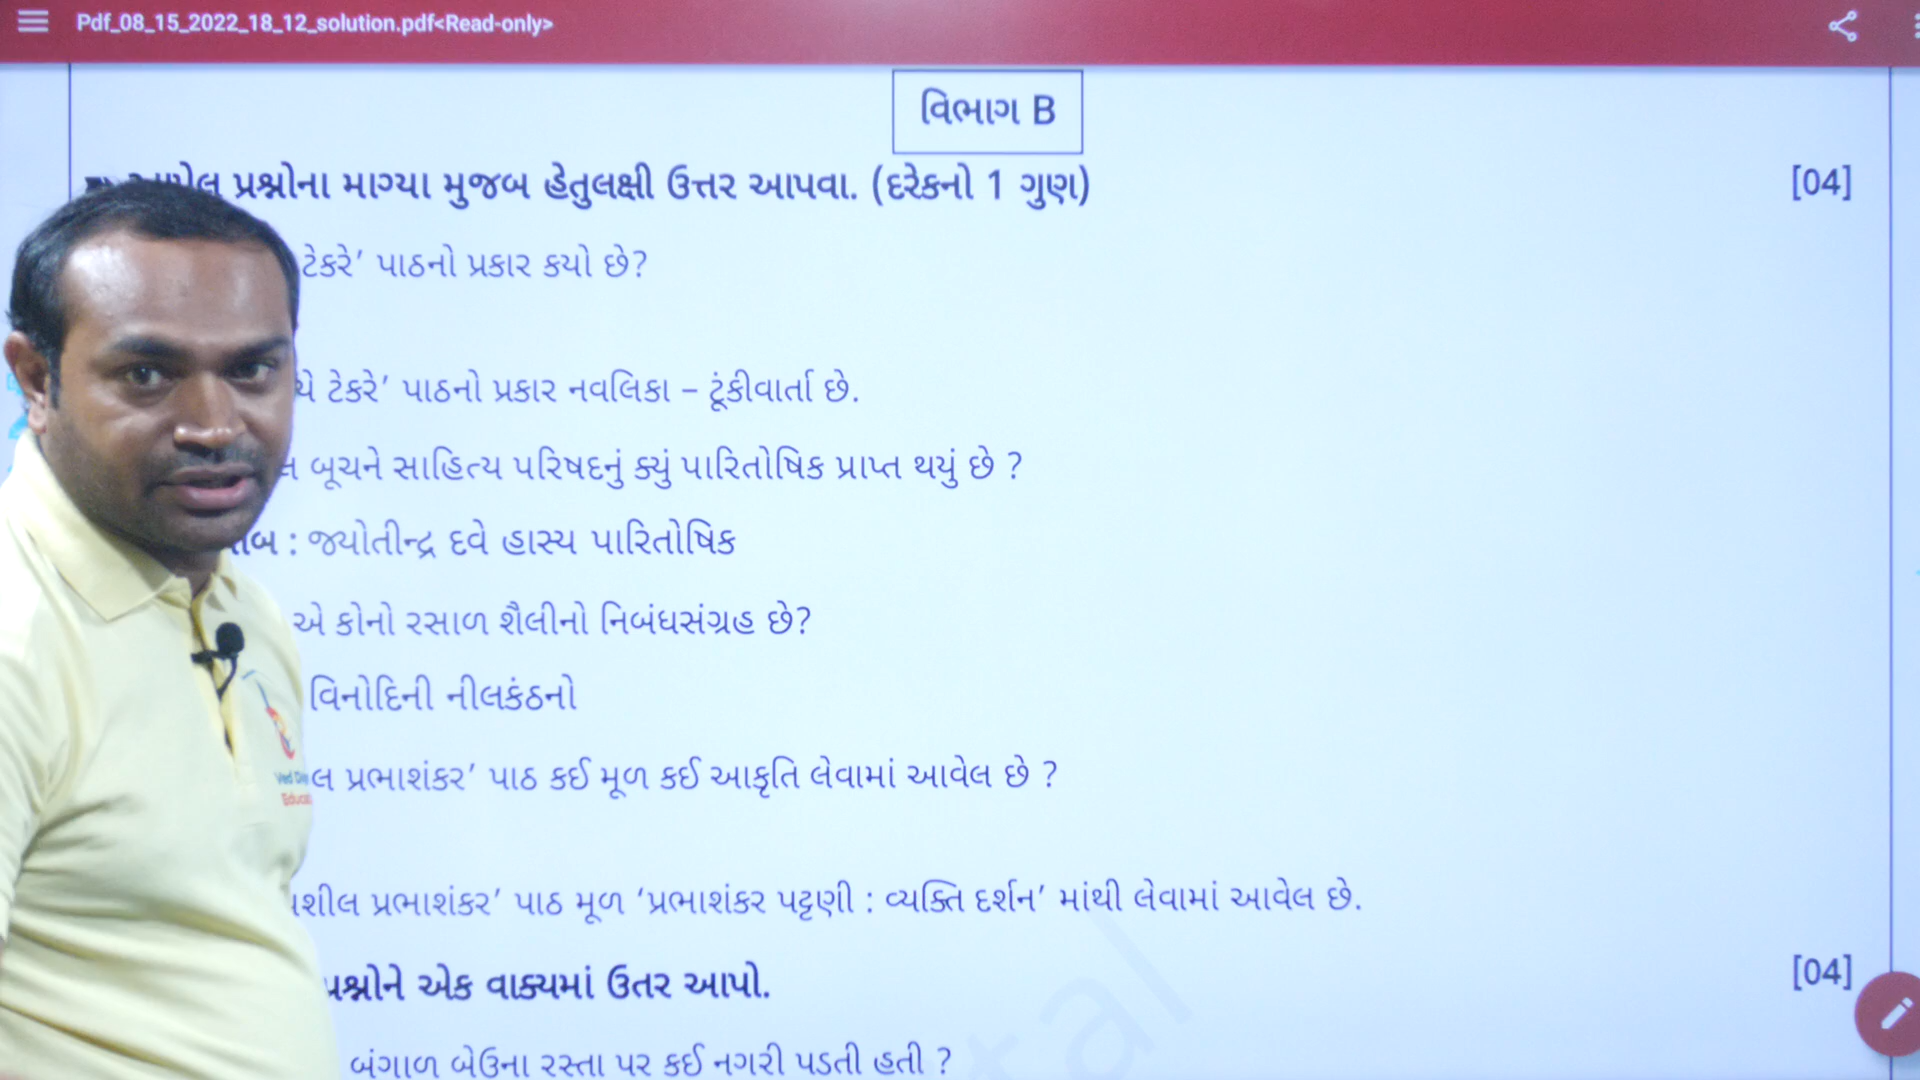 Pdf_08_15_2022_18_12_solution.pdf<Read-only>
વિભાગ B
પ્રશ્નોના માગ્યા મુજબ હેતુલક્ષી ઉત્તર આપવા. (દરેકનો 1 ગુણ) [04]
ટેકરે’ પાઠનો પ્રકાર કયો છે?
ટેકરે’ પાઠનો પ્રકાર નવલિકા – ટૂંકીવાર્તા છે.
બૂચને સાહિત્ય પરિષદનું ક્યું પારિતોષિક પ્રાપ્ત થયું છે ?
: જ્યોતીન્દ્ર દવે હાસ્ય પારિતોષિક
એ કોનો રસાળ શૈલીનો નિબંધસંગ્રહ છે?
વિનોદિની નીલકંઠનો
પ્રભાશંકર’ પાઠ કઈ મૂળ કઈ આકૃતિ લેવામાં આવેલ છે ?
પ્રભાશંકર’ પાઠ મૂળ ‘પ્રભાશંકર પટ્ટણી : વ્યક્તિ દર્શન’ માંથી લેવામાં આવેલ છે.
પ્રશ્નોને એક વાક્યમાં ઉતર આપો. [04]
બંગાળ બેઉના રસ્તા પર કઈ નગરી પડતી હતી ?